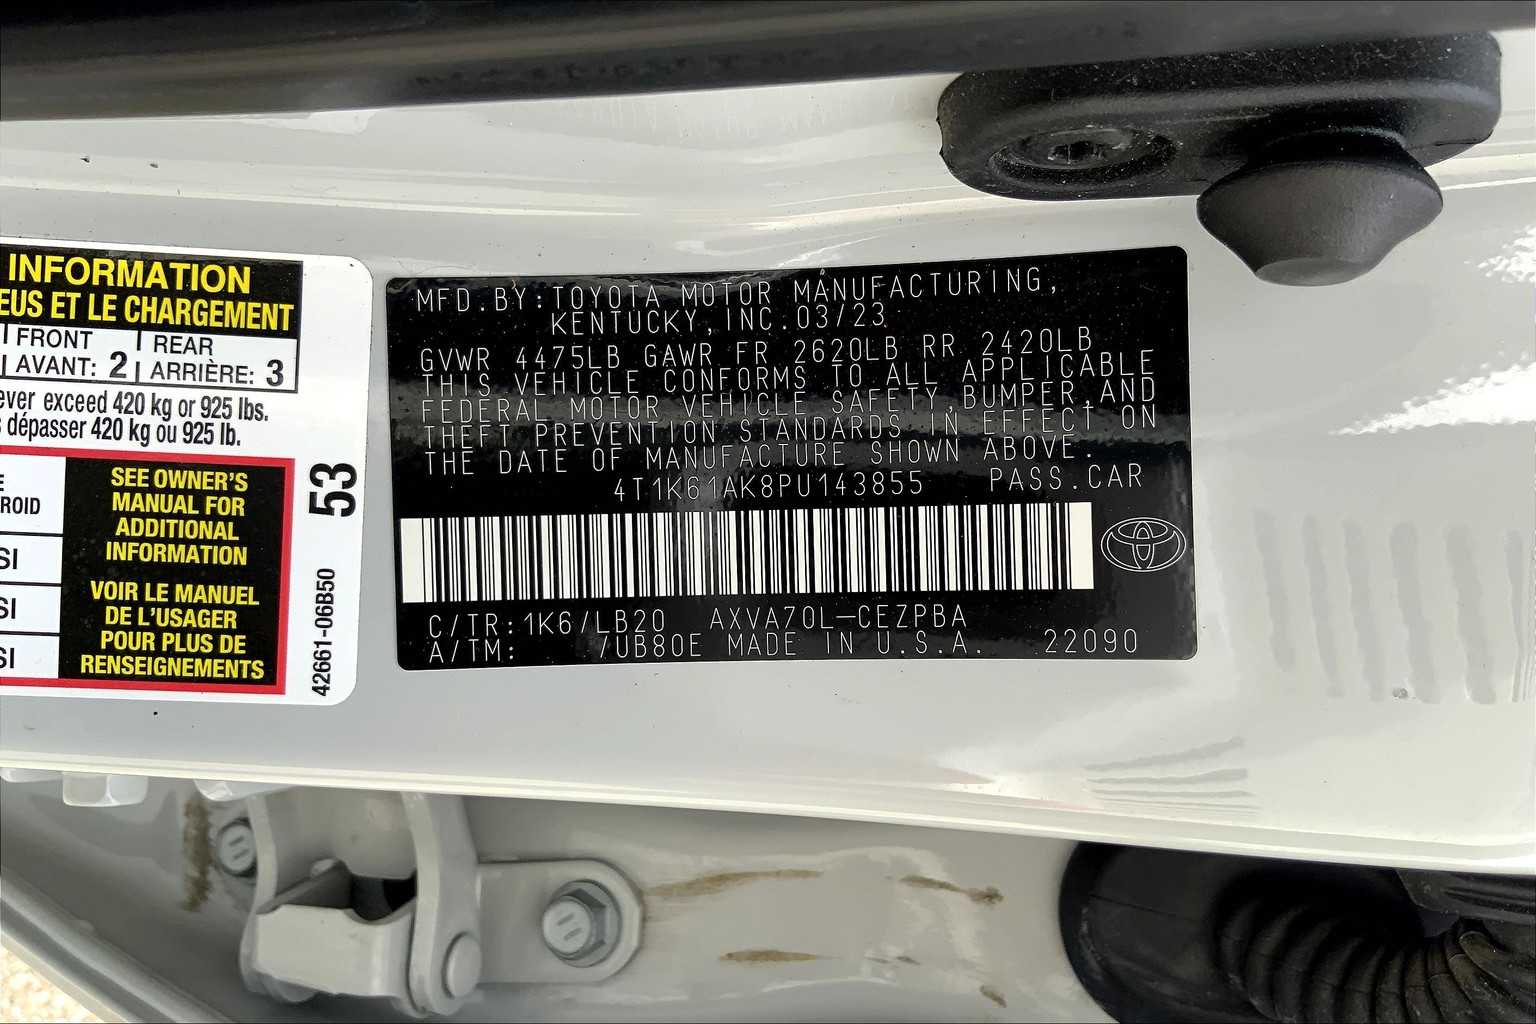 INFORMATION
EUS ET LE CHARGEMENT
FRONT REAR
AVANT: 2 ARRIÈRE: 3
ever exceed 420 kg or 925 lbs.
dépasser 420 kg ou 925 lb.
ROID
SI
SI
SI
SEE OWNER'S
MANUAL FOR
ADDITIONAL
INFORMATION
VOIR LE MANUEL
DE L'USAGER
POUR PLUS DE
RENSEIGNEMENTS
53
42661-06B50
MFD.BY:TOYOTA MOTOR MANUFACTURING,
KENTUCKY,INC.03/23
GVWR 4475LB GAWR FR 2620LB RR 2420LB
THIS VEHICLE CONFORMS TO ALL APPLICABLE
FEDERAL MOTOR VEHICLE SAFETY,BUMPER,AND
THEFT PREVENTION STANDARDS IN EFFECT ON
THE DATE OF MANUFACTURE SHOWN ABOVE.
4T1K61AK8PU143855 PASS.CAR
C/TR:1K6/LB20 AXVA70L-CEZPBA
A/TM: /UB80E MADE IN U.S.A. 22090